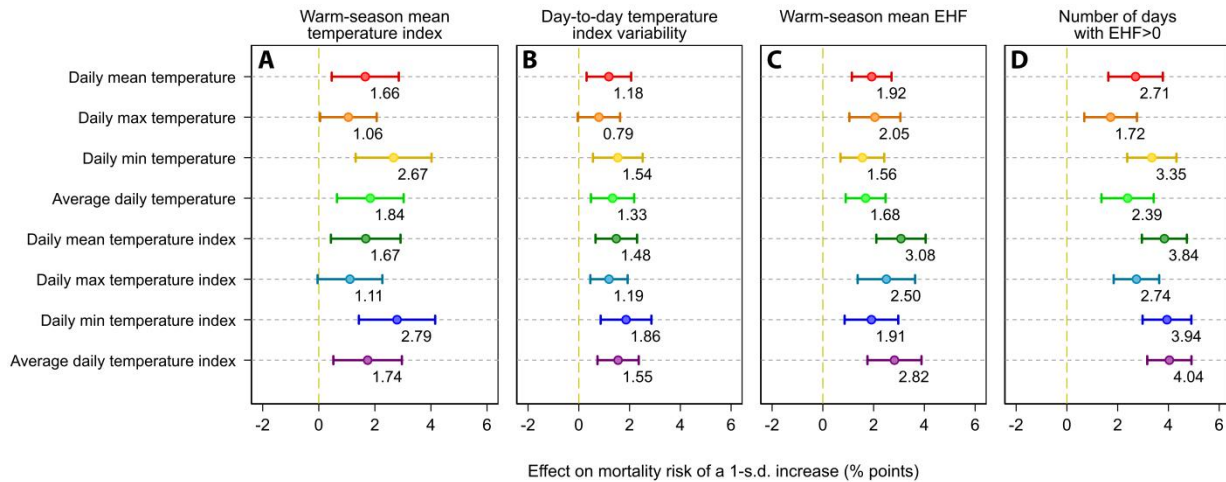 Warm-season mean
temperature index
Day-to-day temperature
index variability
Warm-season mean EHF
Number of days
with EHF>0
A
B
C
D
Daily mean temperature
1.66
1.18
1.92
2.71
Daily max temperature
1.06
0.79
2.05
1.72
Daily min temperature
2.67
1.54
1.56
3.35
Average daily temperature
1.84
1.33
1.68
2.39
Daily mean temperature index
1.67
1.48
3.08
3.84
Daily max temperature index
1.11
1.19
2.50
2.74
Daily min temperature index
2.79
1.86
1.91
3.94
Average daily temperature index
1.74
1.55
2.82
4.04
-2 0 2 4 6
-2 0 2 4 6
-2 0 2 4 6
-2 0 2 4 6
Effect on mortality risk of a 1-s.d. increase (% points)